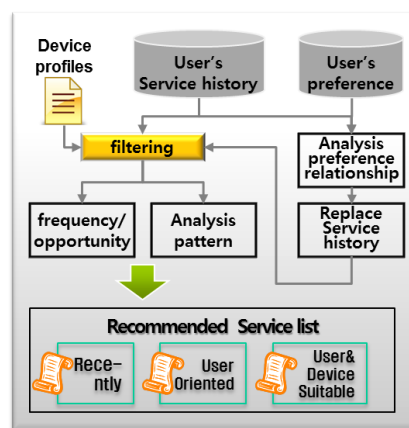 Device
profiles
User's
Service history
User's
preference
filtering
Analysis
preference
relationship
frequency/
opportunity
Analysis
pattern
Replace
Service
history
Recommended Service list
Rece-
ntly
User
Oriented
User&
Device
Suitable